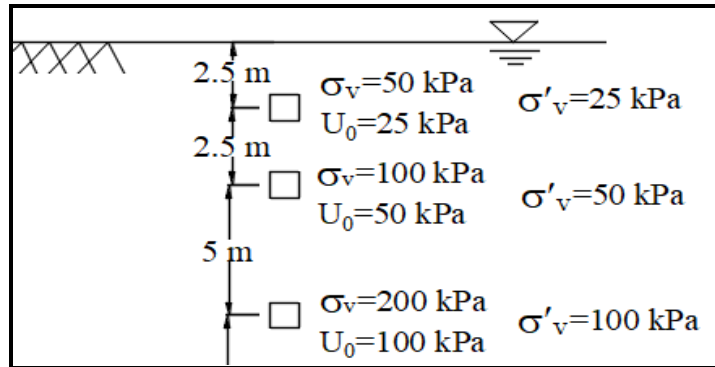 2.5 m
σᵥ=50 kPa
U₀=25 kPa
σ′ᵥ=25 kPa
2.5 m
σᵥ=100 kPa
U₀=50 kPa
σ′ᵥ=50 kPa
5 m
σᵥ=200 kPa
U₀=100 kPa
σ′ᵥ=100 kPa